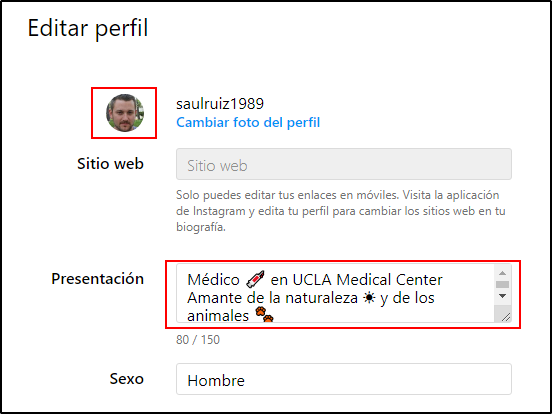 Editar perfil
saulruiz1989
Cambiar foto del perfil
Sitio web
Sitio web
Solo puedes editar tus enlaces en móviles. Visita la aplicación
de Instagram y edita tu perfil para cambiar los sitios web en tu
biografía.
Presentación
Médico 💉 en UCLA Medical Center
Amante de la naturaleza ☀ y de los
animales 🐾
80 / 150
Sexo
Hombre